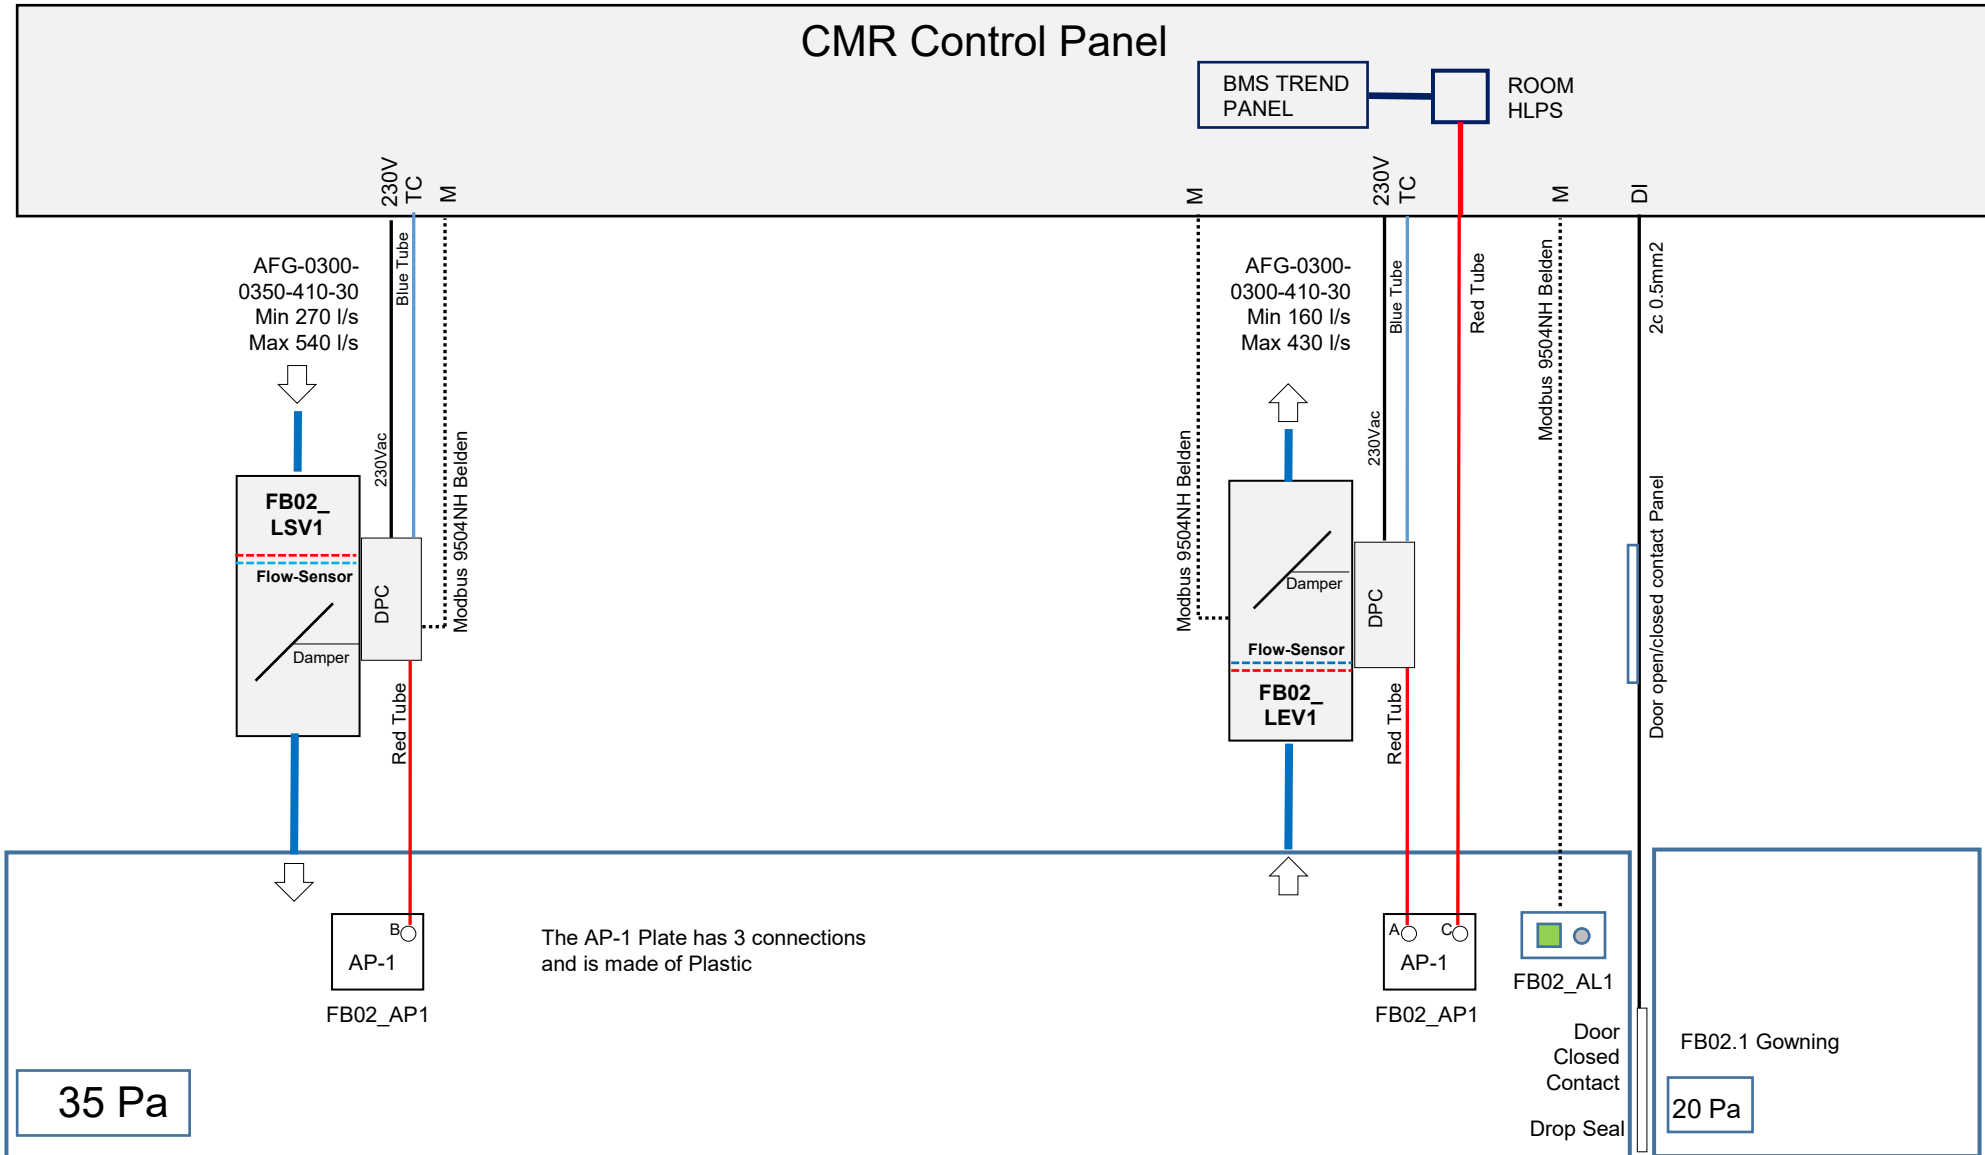 CMR Control Panel
BMS TREND
PANEL
ROOM
HLPS
230V
TC
M
M
230V
TC
M
DI
AFG-0300-
0350-410-30
Min 270 l/s
Max 540 l/s
Blue Tube
230Vac
Modbus 9504NH Belden
FB02_
LSV1
Flow-Sensor
Damper
DPC
Red Tube
AFG-0300-
0300-410-30
Min 160 l/s
Max 430 l/s
Blue Tube
Red Tube
230Vac
Modbus 9504NH Belden
Damper
Flow-Sensor
FB02_
LEV1
DPC
Red Tube
Modbus 9504NH Belden
2c 0.5mm2
Door open/closed contact Panel
B
AP-1
FB02_AP1
The AP-1 Plate has 3 connections
and is made of Plastic
A
C
AP-1
FB02_AP1
FB02_AL1
Door
Closed
Contact
Drop Seal
FB02.1 Gowning
35 Pa
20 Pa